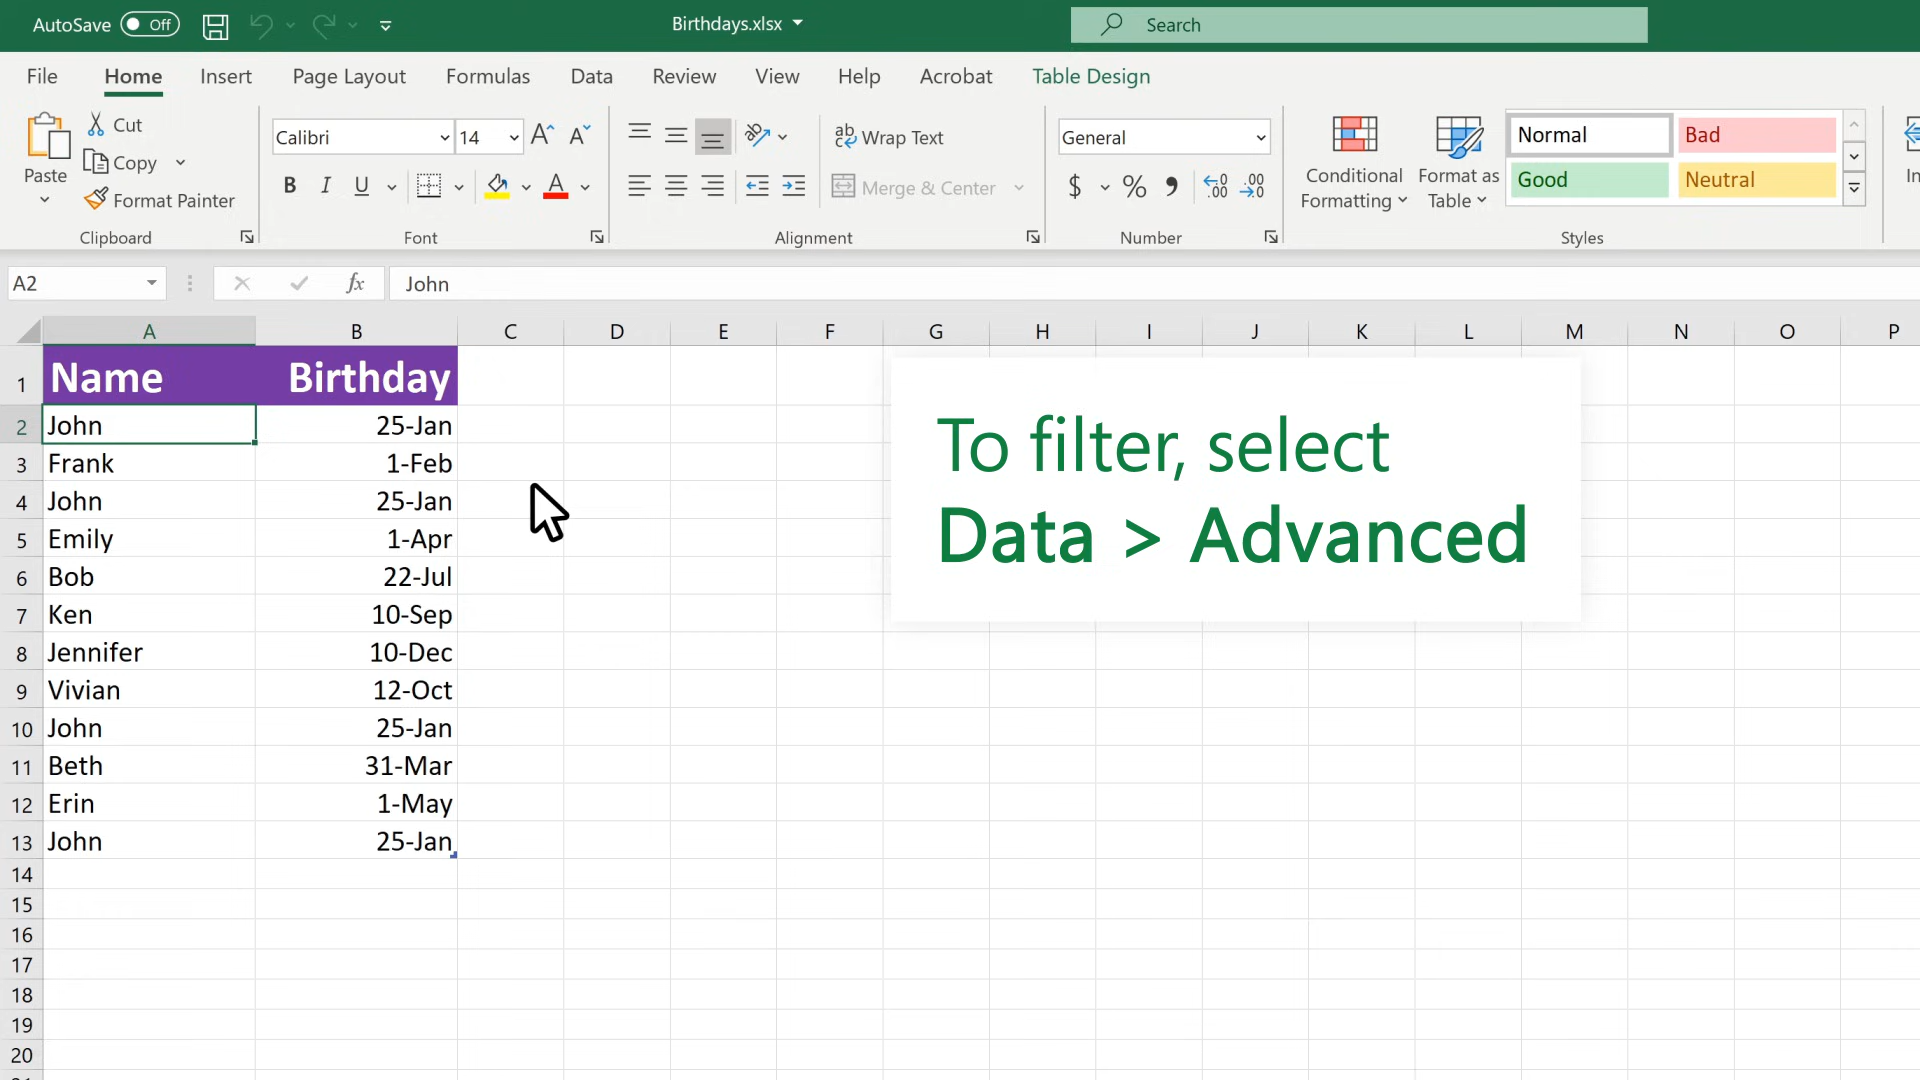 AutoSave Off Birthdays.xlsx Search
File Home Insert Page Layout Formulas Data Review View Help Acrobat Table Design
Paste
Cut
Copy
Format Painter
Clipboard
Calibri 14
B I U
Font
Wrap Text
Merge & Center
Alignment
General
$ % 9 .00 .00
Number
Conditional Formatting
Format as Table
Normal Bad
Good Neutral
Styles
A2 fx John
A B C D E F G H I J K L M N O P
1 Name Birthday
2 John 25-Jan
3 Frank 1-Feb
4 John 25-Jan
5 Emily 1-Apr
6 Bob 22-Jul
7 Ken 10-Sep
8 Jennifer 10-Dec
9 Vivian 12-Oct
10 John 25-Jan
11 Beth 31-Mar
12 Erin 1-May
13 John 25-Jan
14
15
16
17
18
19
20
To filter, select
Data > Advanced